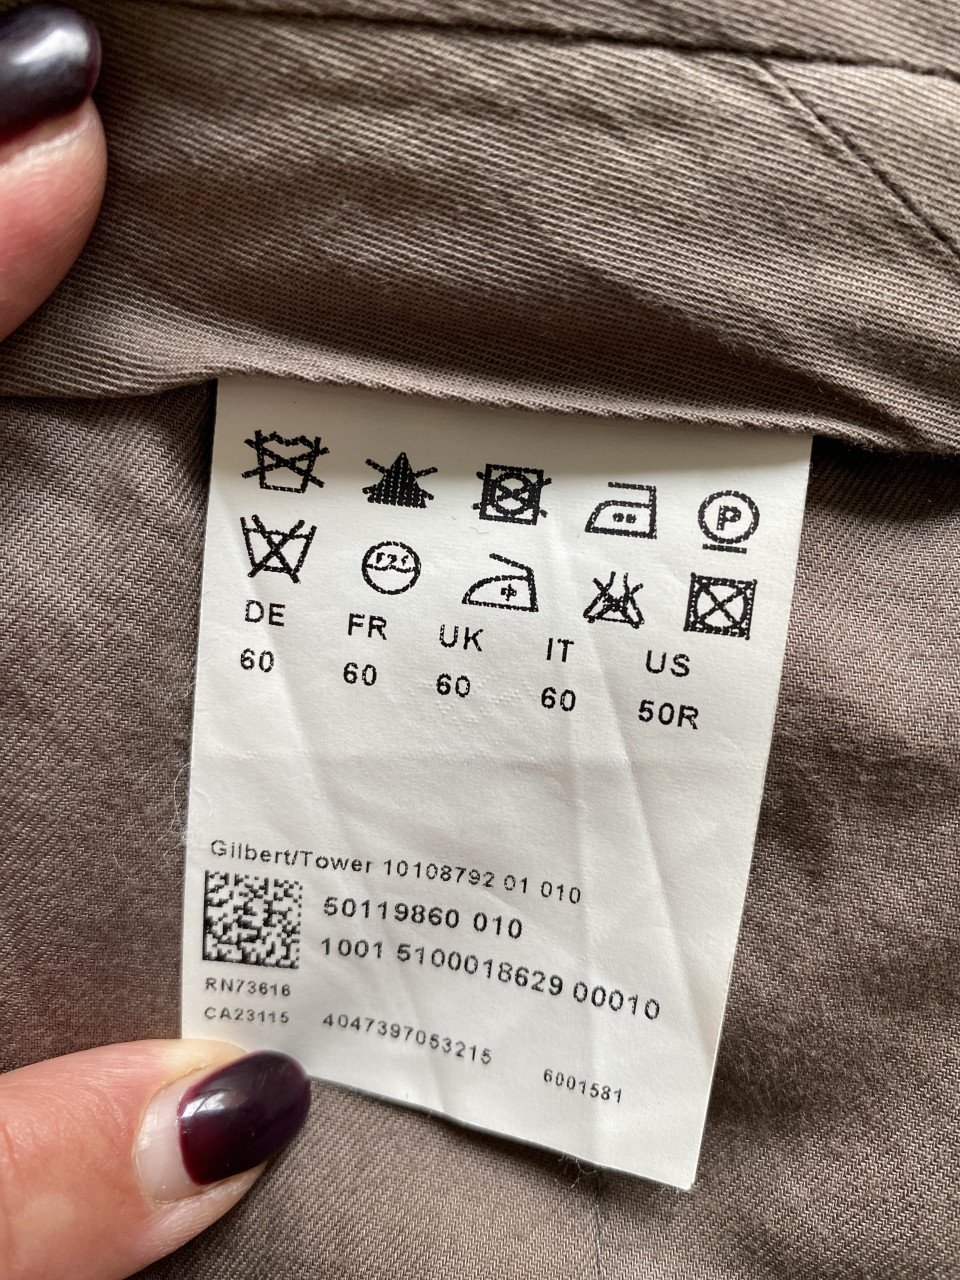 P
DE FR UK IT US
60 60 60 60 50R
Gilbert/Tower 10108792 01 010
50119860 010
1001 5100018629 00010
RN73616
CA23115 4047397053215
6001581